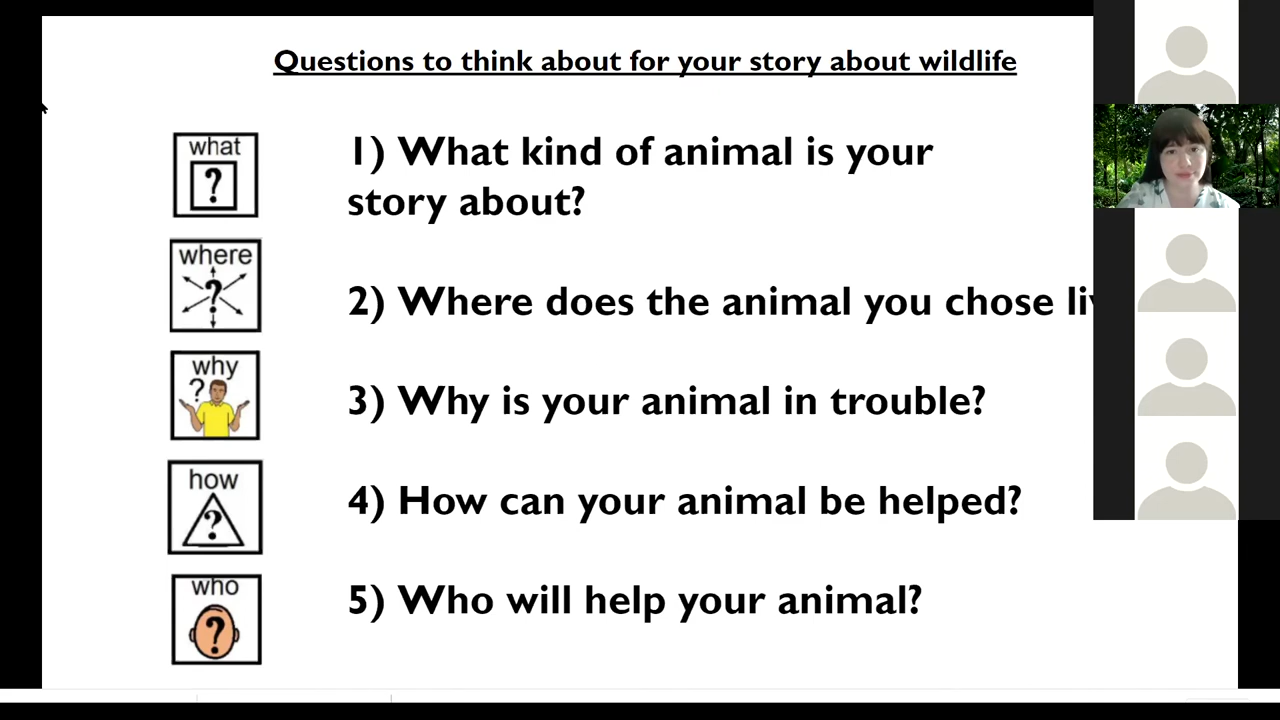 Questions to think about for your story about wildlife
what
?
1) What kind of animal is your
story about?
where
?
2) Where does the animal you chose
why
?
3) Why is your animal in trouble?
how
?
4) How can your animal be helped?
who
?
5) Who will help your animal?